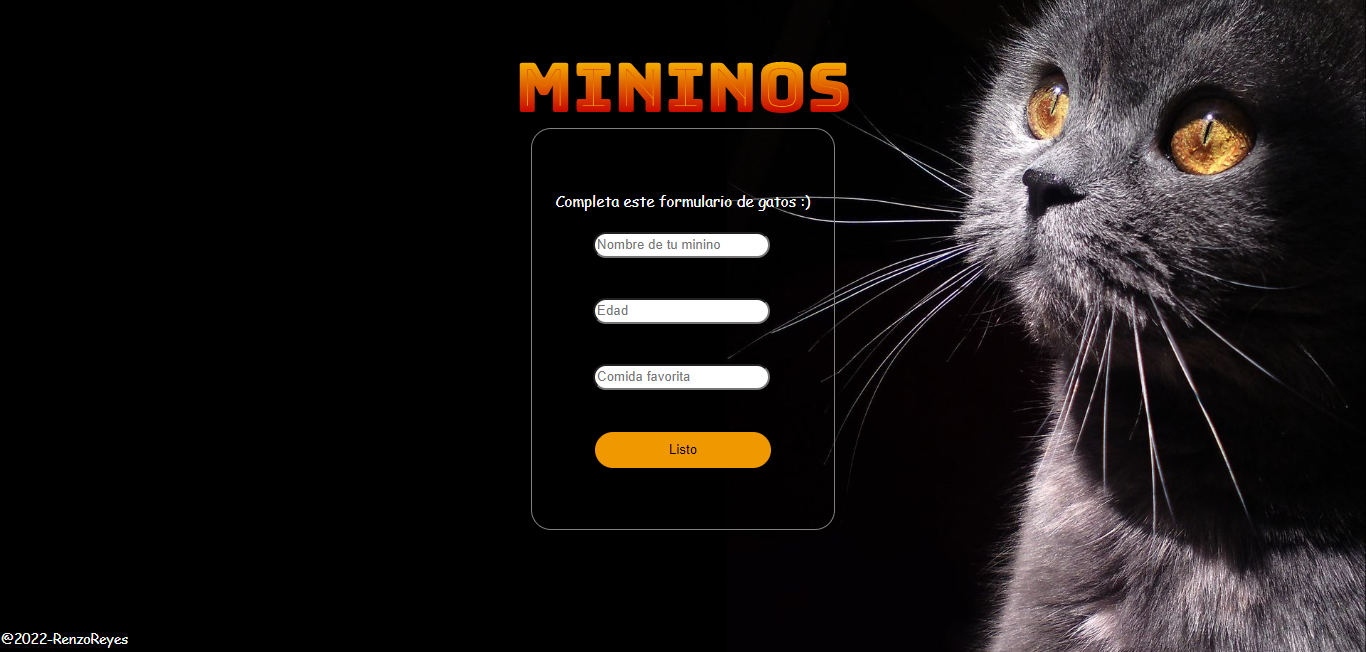 MININOS
Completa este formulario de gatos :)
Nombre de tu minino
Edad
Comida favorita
Listo
@2022-RenzoReyes